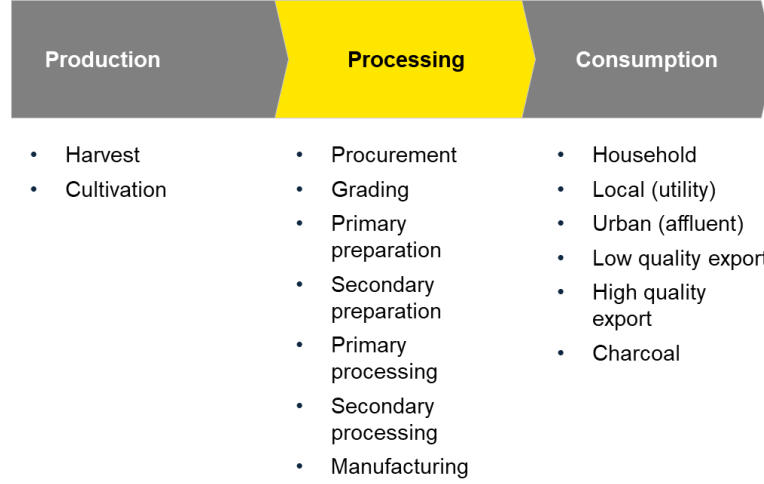 Production
Processing
Consumption
• Harvest
• Cultivation
• Procurement
• Grading
• Primary
preparation
• Secondary
preparation
• Primary
processing
• Secondary
processing
• Manufacturing
• Household
• Local (utility)
• Urban (affluent)
• Low quality export
• High quality
export
• Charcoal